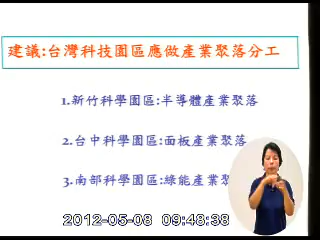 建議:台灣科技園區應做產業聚落分工
1.新竹科學園區:半導體產業聚落
2.台中科學園區:面板產業聚落
3.南部科學園區:綠能產業聚
2012-05-08 09:48:38